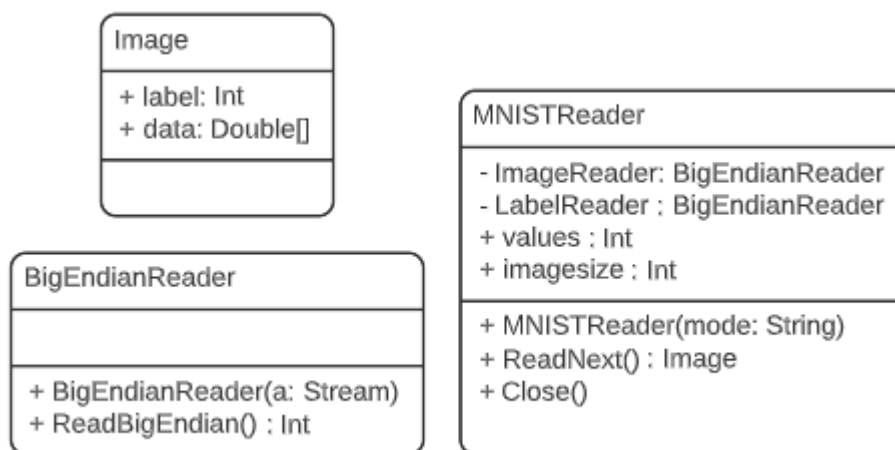 Image
+ label: Int
+ data: Double[]
BigEndianReader
+ BigEndianReader(a: Stream)
+ ReadBigEndian() : Int
MNISTReader
- ImageReader: BigEndianReader
- LabelReader : BigEndianReader
+ values : Int
+ imagesize : Int
+ MNISTReader(mode: String)
+ ReadNext() : Image
+ Close()